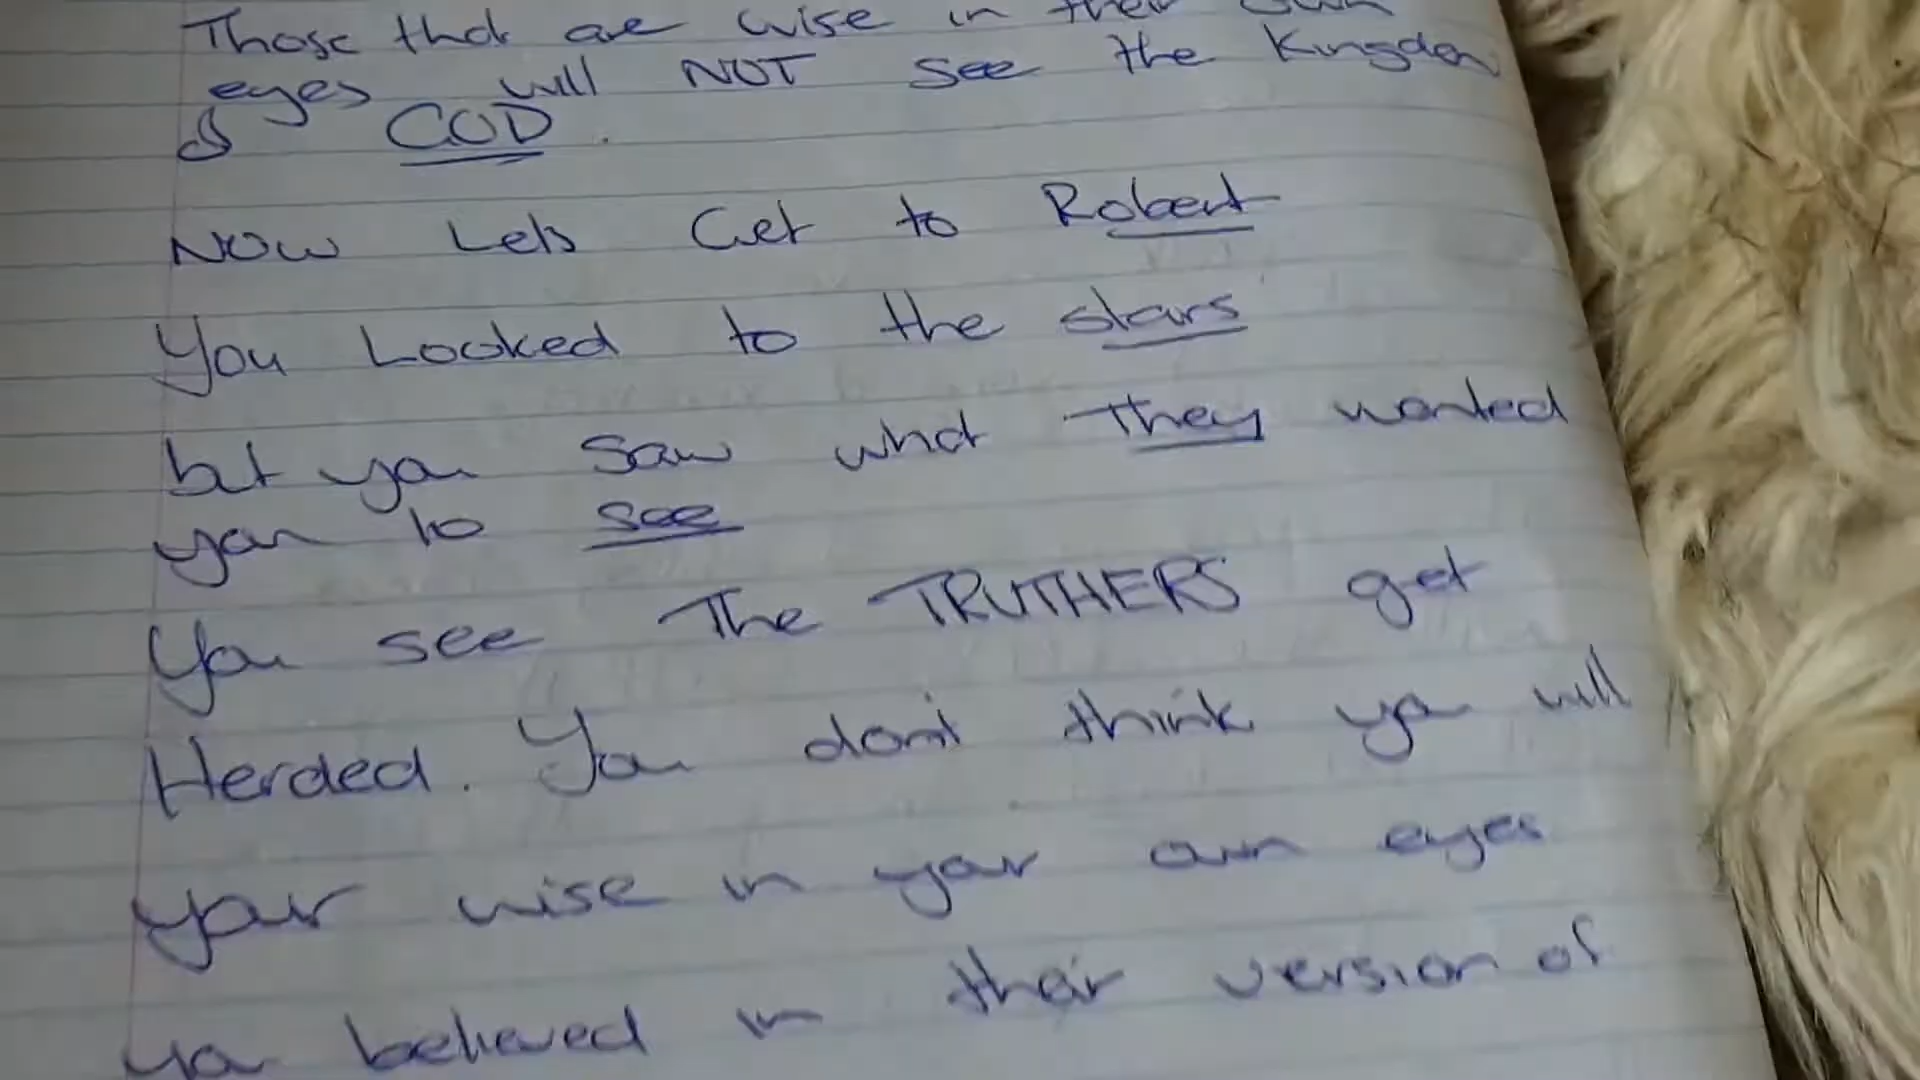 Those that are wise in their own
eyes will NOT see the Kingdom
of GOD.
NOW Lets Get to Robert
You Looked to the stars
but you saw what They wanted
you to see
You see The TRUTHERS get
Herded. You don't think you will
your wise in your own eyes
you believed in their version of